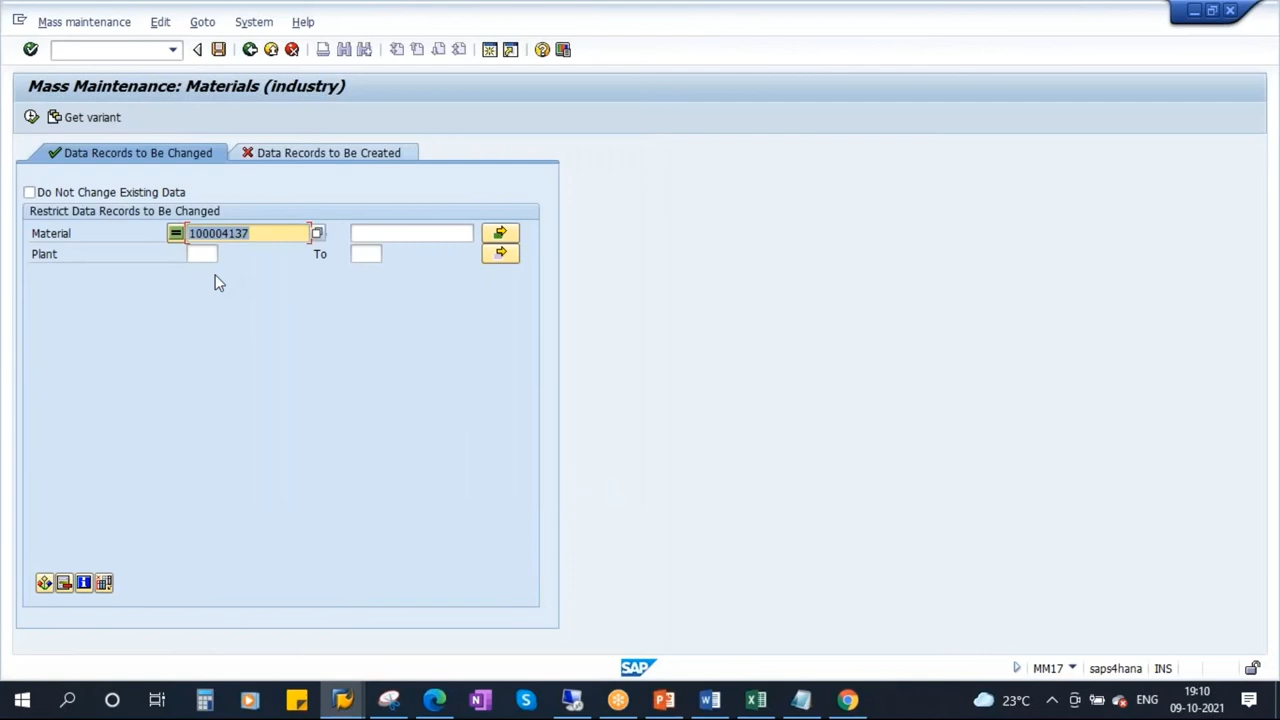 Mass maintenance Edit Goto System Help
Mass Maintenance: Materials (industry)
Get variant
Data Records to Be Changed Data Records to Be Created
Do Not Change Existing Data
Restrict Data Records to Be Changed
Material 100004137
Plant To
SAP
MM17 saps4hana INS
23°C ENG 19:10
09-10-2021